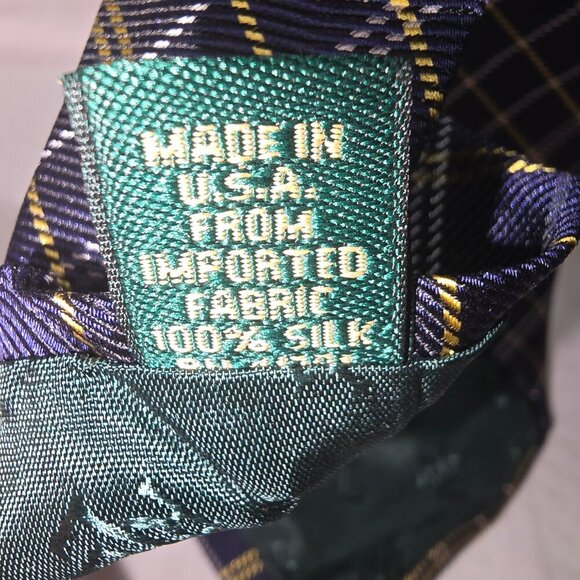 MADE IN
U.S.A.
FROM
IMPORTED
FABRIC
100% SILK